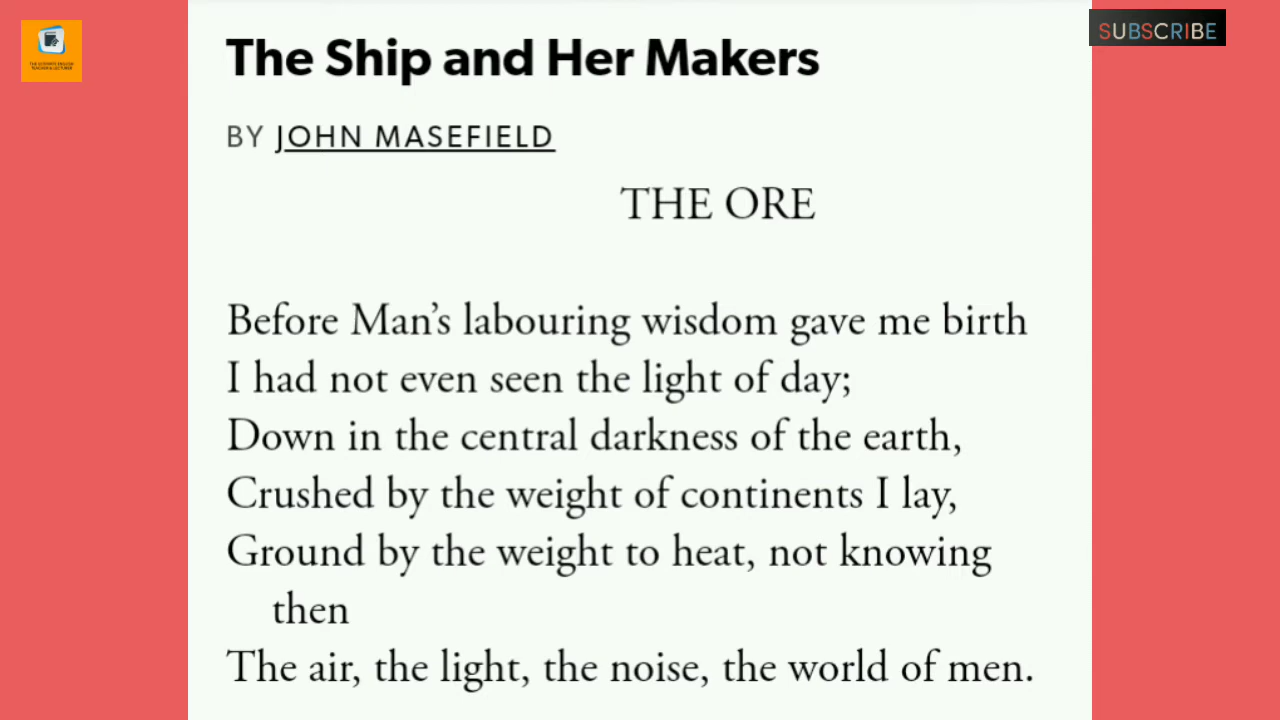 The Ship and Her Makers
SUBSCRIBE
BY JOHN MASEFIELD
THE ORE
Before Man’s labouring wisdom gave me birth
I had not even seen the light of day;
Down in the central darkness of the earth,
Crushed by the weight of continents I lay,
Ground by the weight to heat, not knowing
then
The air, the light, the noise, the world of men.